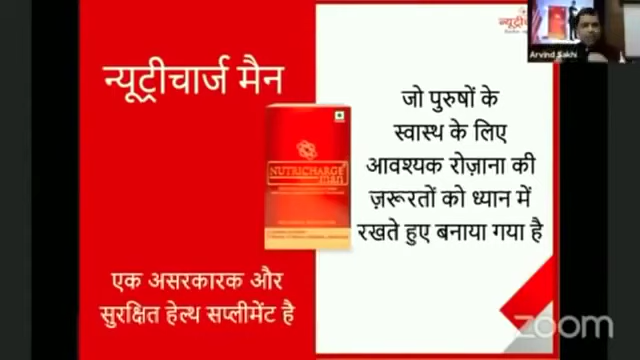 न्यूट्रीचार्ज मैन
जो पुरुषों के
स्वास्थ के लिए
आवश्यक रोज़ाना की
ज़रूरतों को ध्यान में
रखते हुए बनाया गया है
NUTRICHARGE
man
एक असरकारक और
सुरक्षित हेल्थ सप्लीमेंट है
Arvind Sakhi
zoom